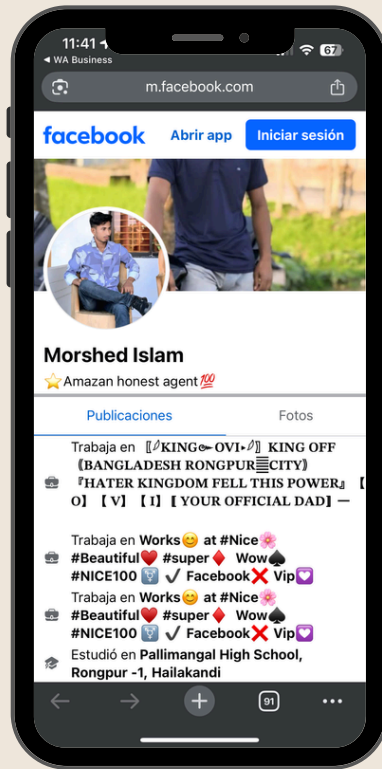 11:41
67
◀ WA Business
m.facebook.com
facebook
Abrir app
Iniciar sesión
Morshed Islam
⭐Amazan honest agent💯
Publicaciones
Fotos
Trabaja en 〖KING OVI〗 KING OFF
《BANGLADESH RONGPUR CITY》
『HATER KINGDOM FELL THIS POWER』【
O】【 V】【 I】[ YOUR OFFICIAL DAD] —
Trabaja en Works😊 at #Nice🌸
#Beautiful♥️ #super♦️ Wow♠️
#NICE100 🚺 ✔️ Facebook❌ Vip💟
Trabaja en Works😊 at #Nice🌸
#Beautiful♥️ #super♦️ Wow♠️
#NICE100 🚺 ✔️ Facebook❌ Vip💟
Estudió en Pallimangal High School,
Rongpur -1, Hailakandi
91